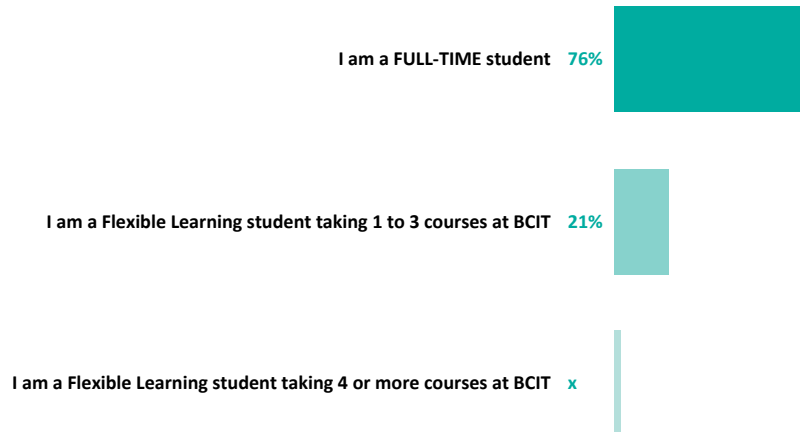 I am a FULL-TIME student 76%
I am a Flexible Learning student taking 1 to 3 courses at BCIT 21%
I am a Flexible Learning student taking 4 or more courses at BCIT x